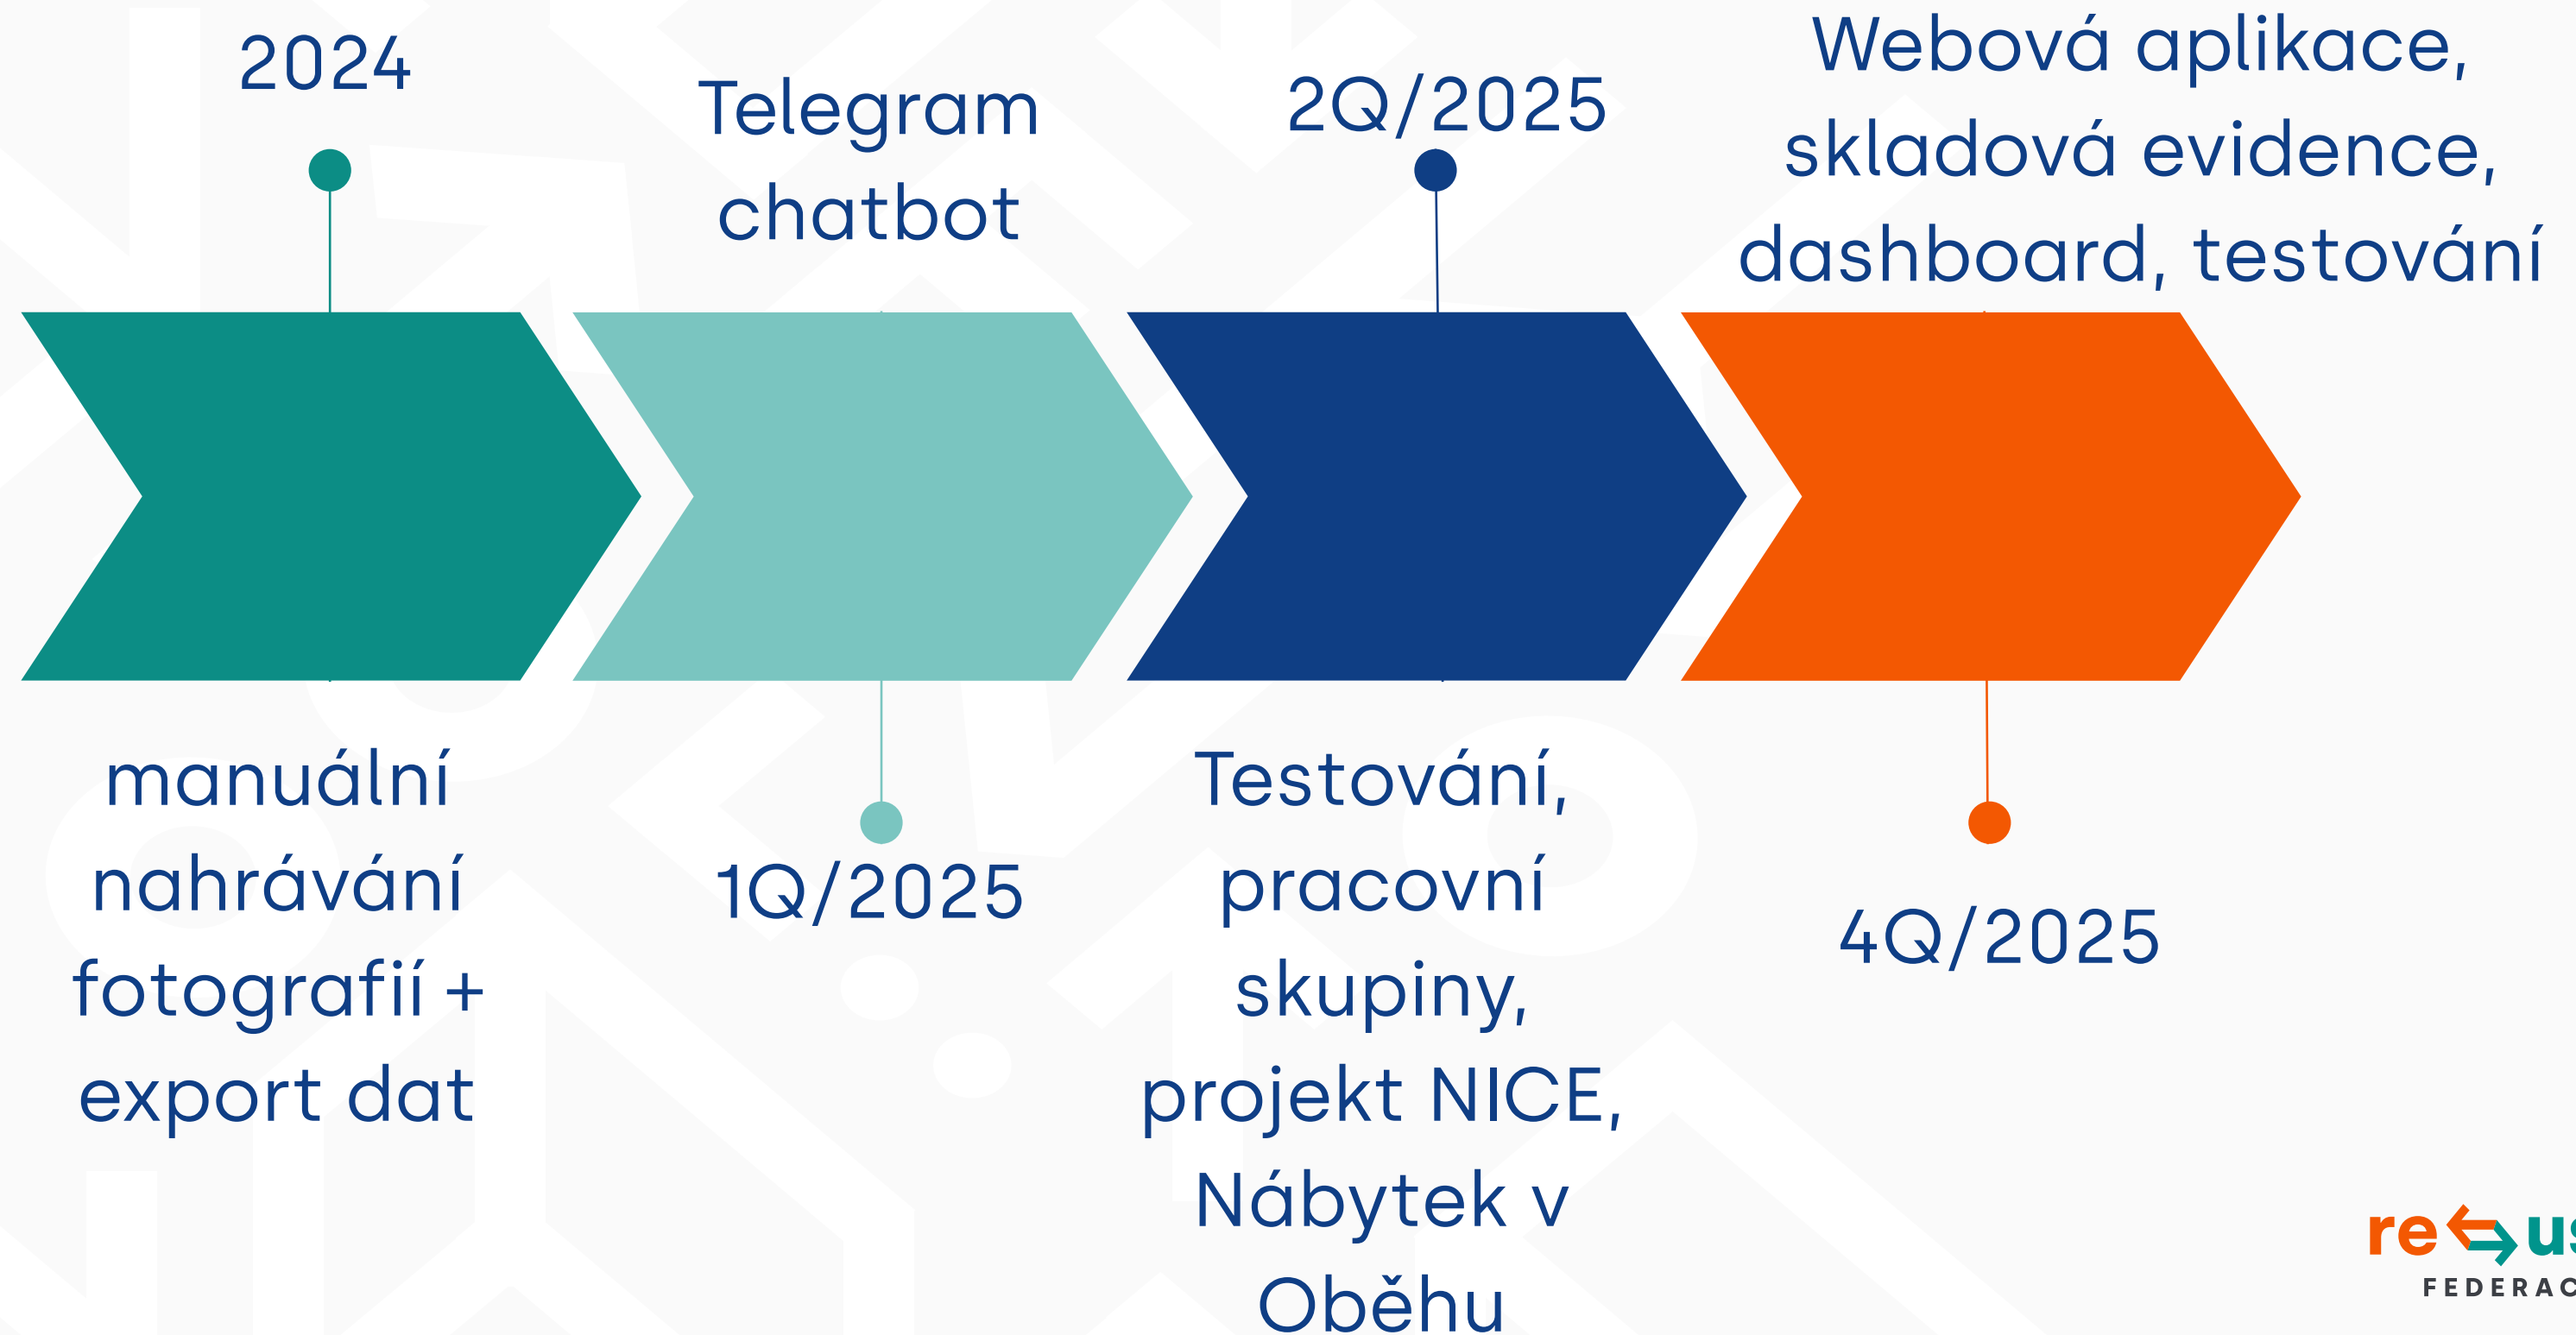 2024
manuální
nahrávání
fotografií +
export dat
Telegram
chatbot
1Q/2025
2Q/2025
Testování,
pracovní
skupiny,
projekt NICE,
Nábytek v
Oběhu
Webová aplikace,
skladová evidence,
dashboard, testování
4Q/2025
re